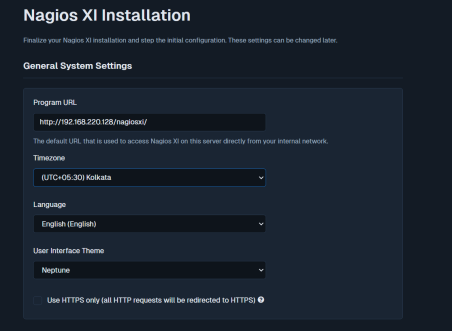 Nagios XI Installation
Finalize your Nagios XI installation and step the initial configuration. These settings can be changed later.
General System Settings
Program URL
http://192.168.220.128/nagiosxi/
The default URL that is used to access Nagios XI on this server directly from your internal network.
Timezone
(UTC+05:30) Kolkata
Language
English (English)
User Interface Theme
Neptune
Use HTTPS only (all HTTP requests will be redirected to HTTPS) ?